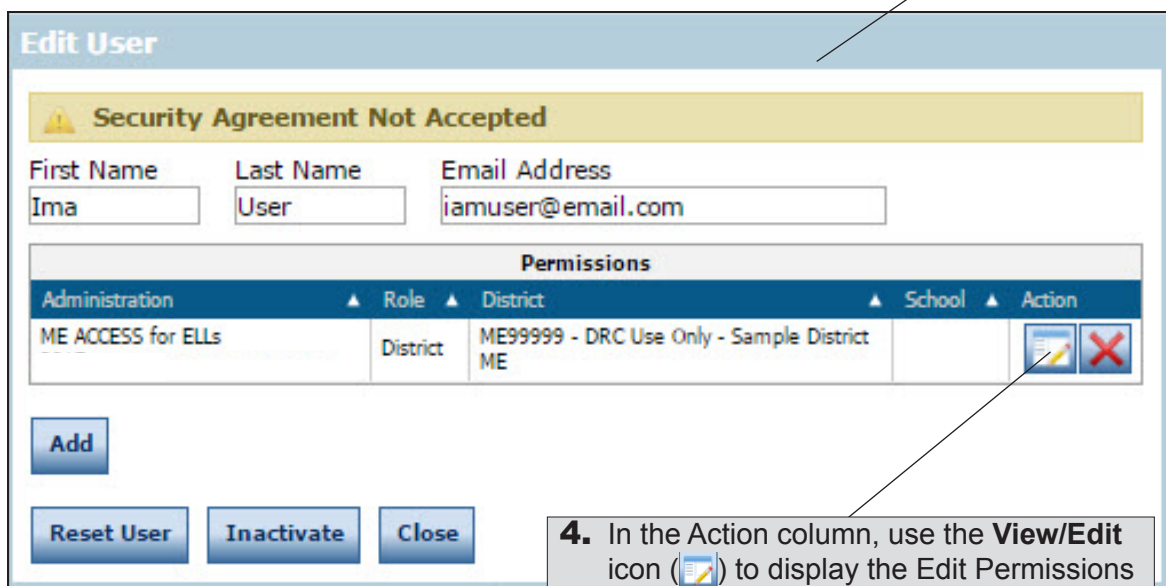 Edit User
Security Agreement Not Accepted
First Name Last Name Email Address
Ima User iamuser@email.com
Permissions
Administration Role District School Action
ME ACCESS for ELLs District ME99999 - DRC Use Only - Sample District
ME
Add
Reset User Inactivate Close
4. In the Action column, use the View/Edit
icon ( ) to display the Edit Permissions